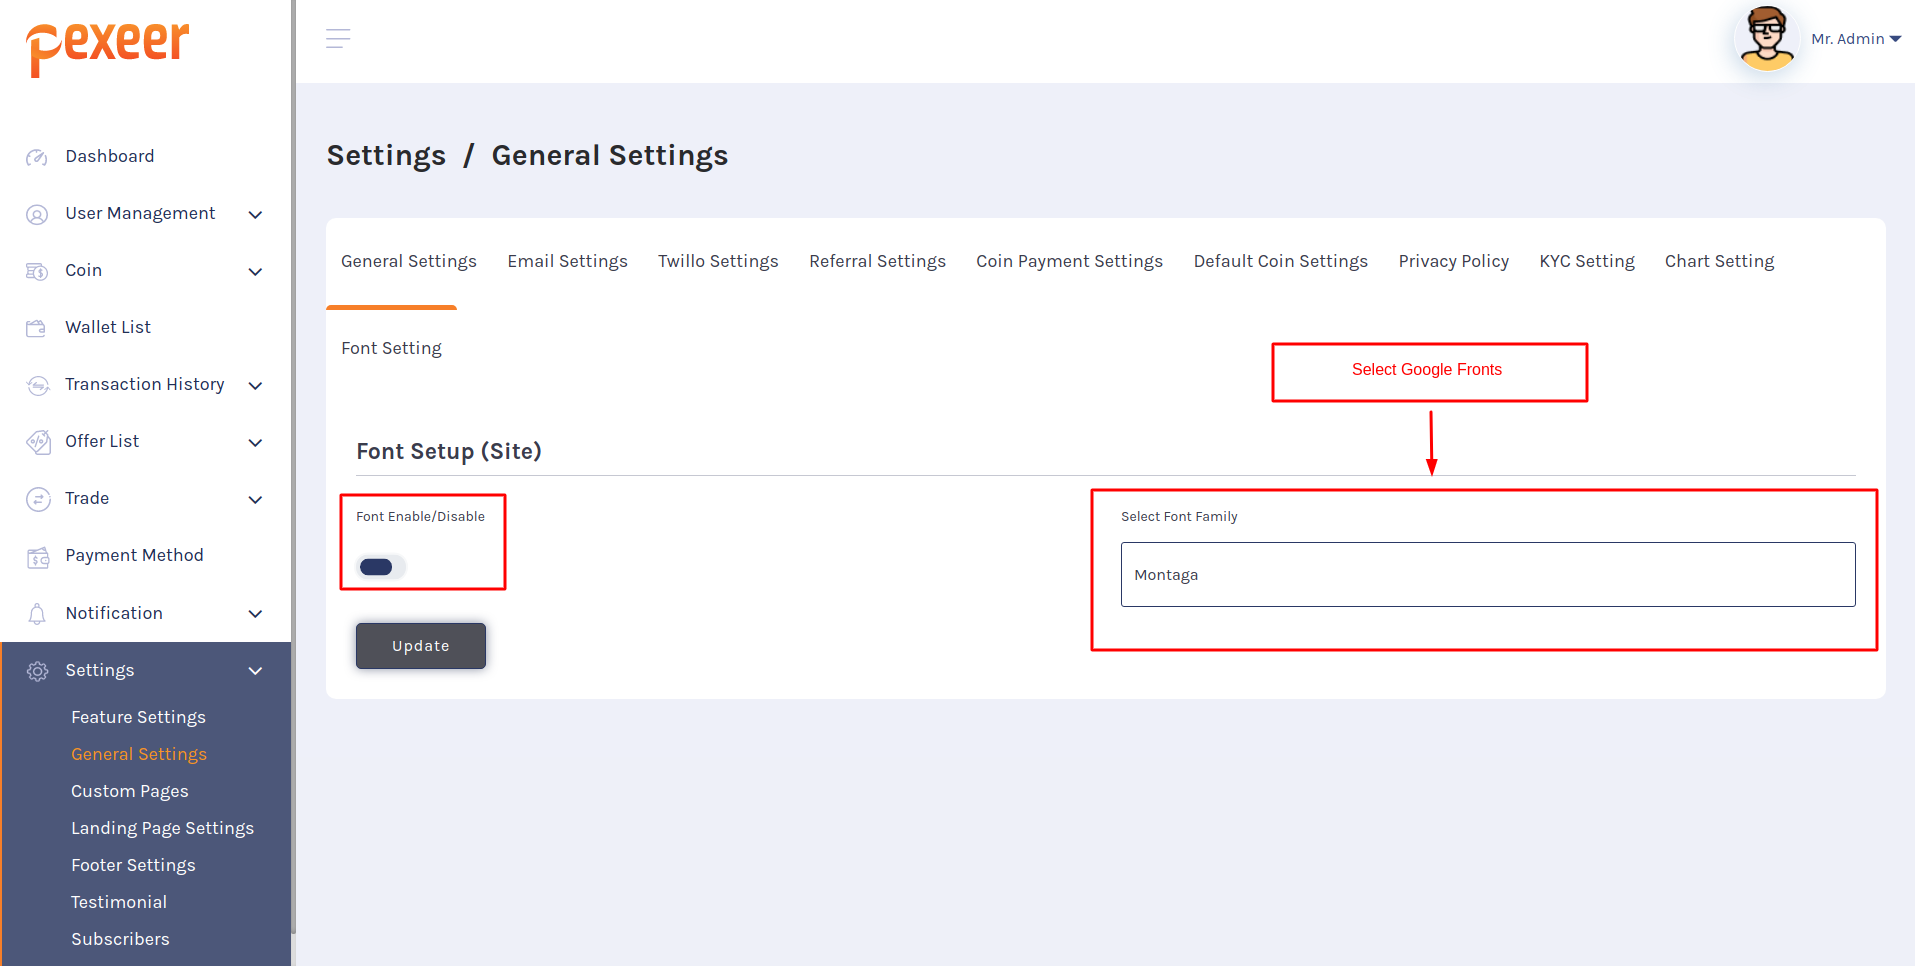 pexeer
Mr. Admin
Dashboard
User Management
Coin
Wallet List
Transaction History
Offer List
Trade
Payment Method
Notification
Settings
Feature Settings
General Settings
Custom Pages
Landing Page Settings
Footer Settings
Testimonial
Subscribers
Settings / General Settings
General Settings Email Settings Twillo Settings Referral Settings Coin Payment Settings Default Coin Settings Privacy Policy KYC Setting Chart Setting
Font Setting
Select Google Fronts
Font Setup (Site)
Font Enable/Disable
Select Font Family
Montaga
Update